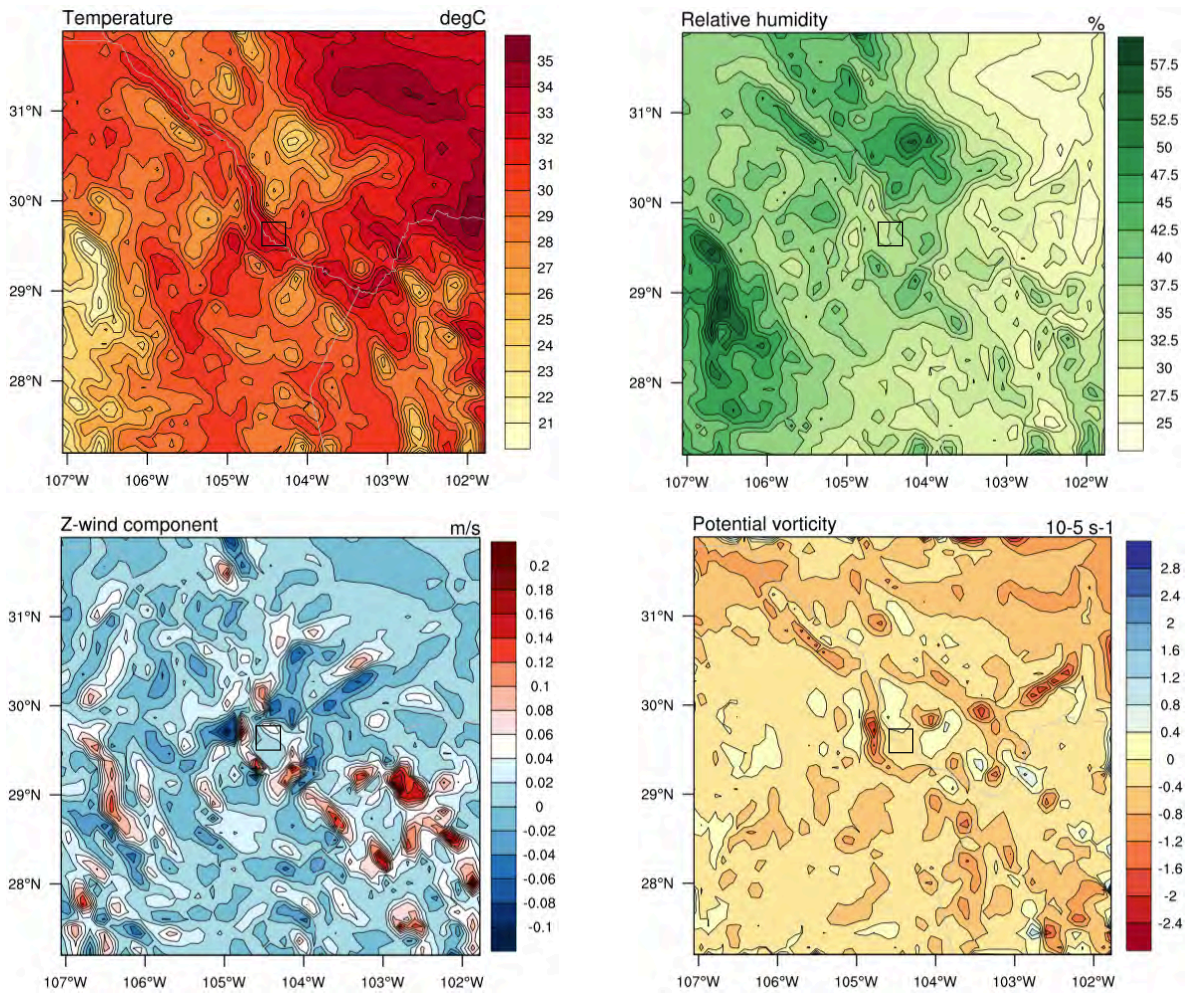 Temperature degC
35
34
32
31
30
29
28
27
26
25
24
22
21
31°N
30°N
29°N
28°N
107°W 106°W 105°W 104°W 103°W 102°W
Relative humidity %
57.5
55
52.5
50
47.5
45
42.5
40
37.5
35
32.5
30
27.5
25
31°N
30°N
29°N
28°N
107°W 106°W 105°W 104°W 103°W 102°W
Z-wind component m/s
0.2
0.18
0.16
0.14
0.12
0.1
0.08
0.06
0.04
0.02
0
-0.02
-0.04
-0.06
-0.08
-0.1
31°N
30°N
29°N
28°N
107°W 106°W 105°W 104°W 103°W 102°W
Potential vorticity 10-5 s-1
2.8
2.4
2
1.6
1.2
0.8
0.4
0
-0.4
-0.8
-1.2
-1.6
-2
-2.4
31°N
30°N
29°N
28°N
107°W 106°W 105°W 104°W 103°W 102°W